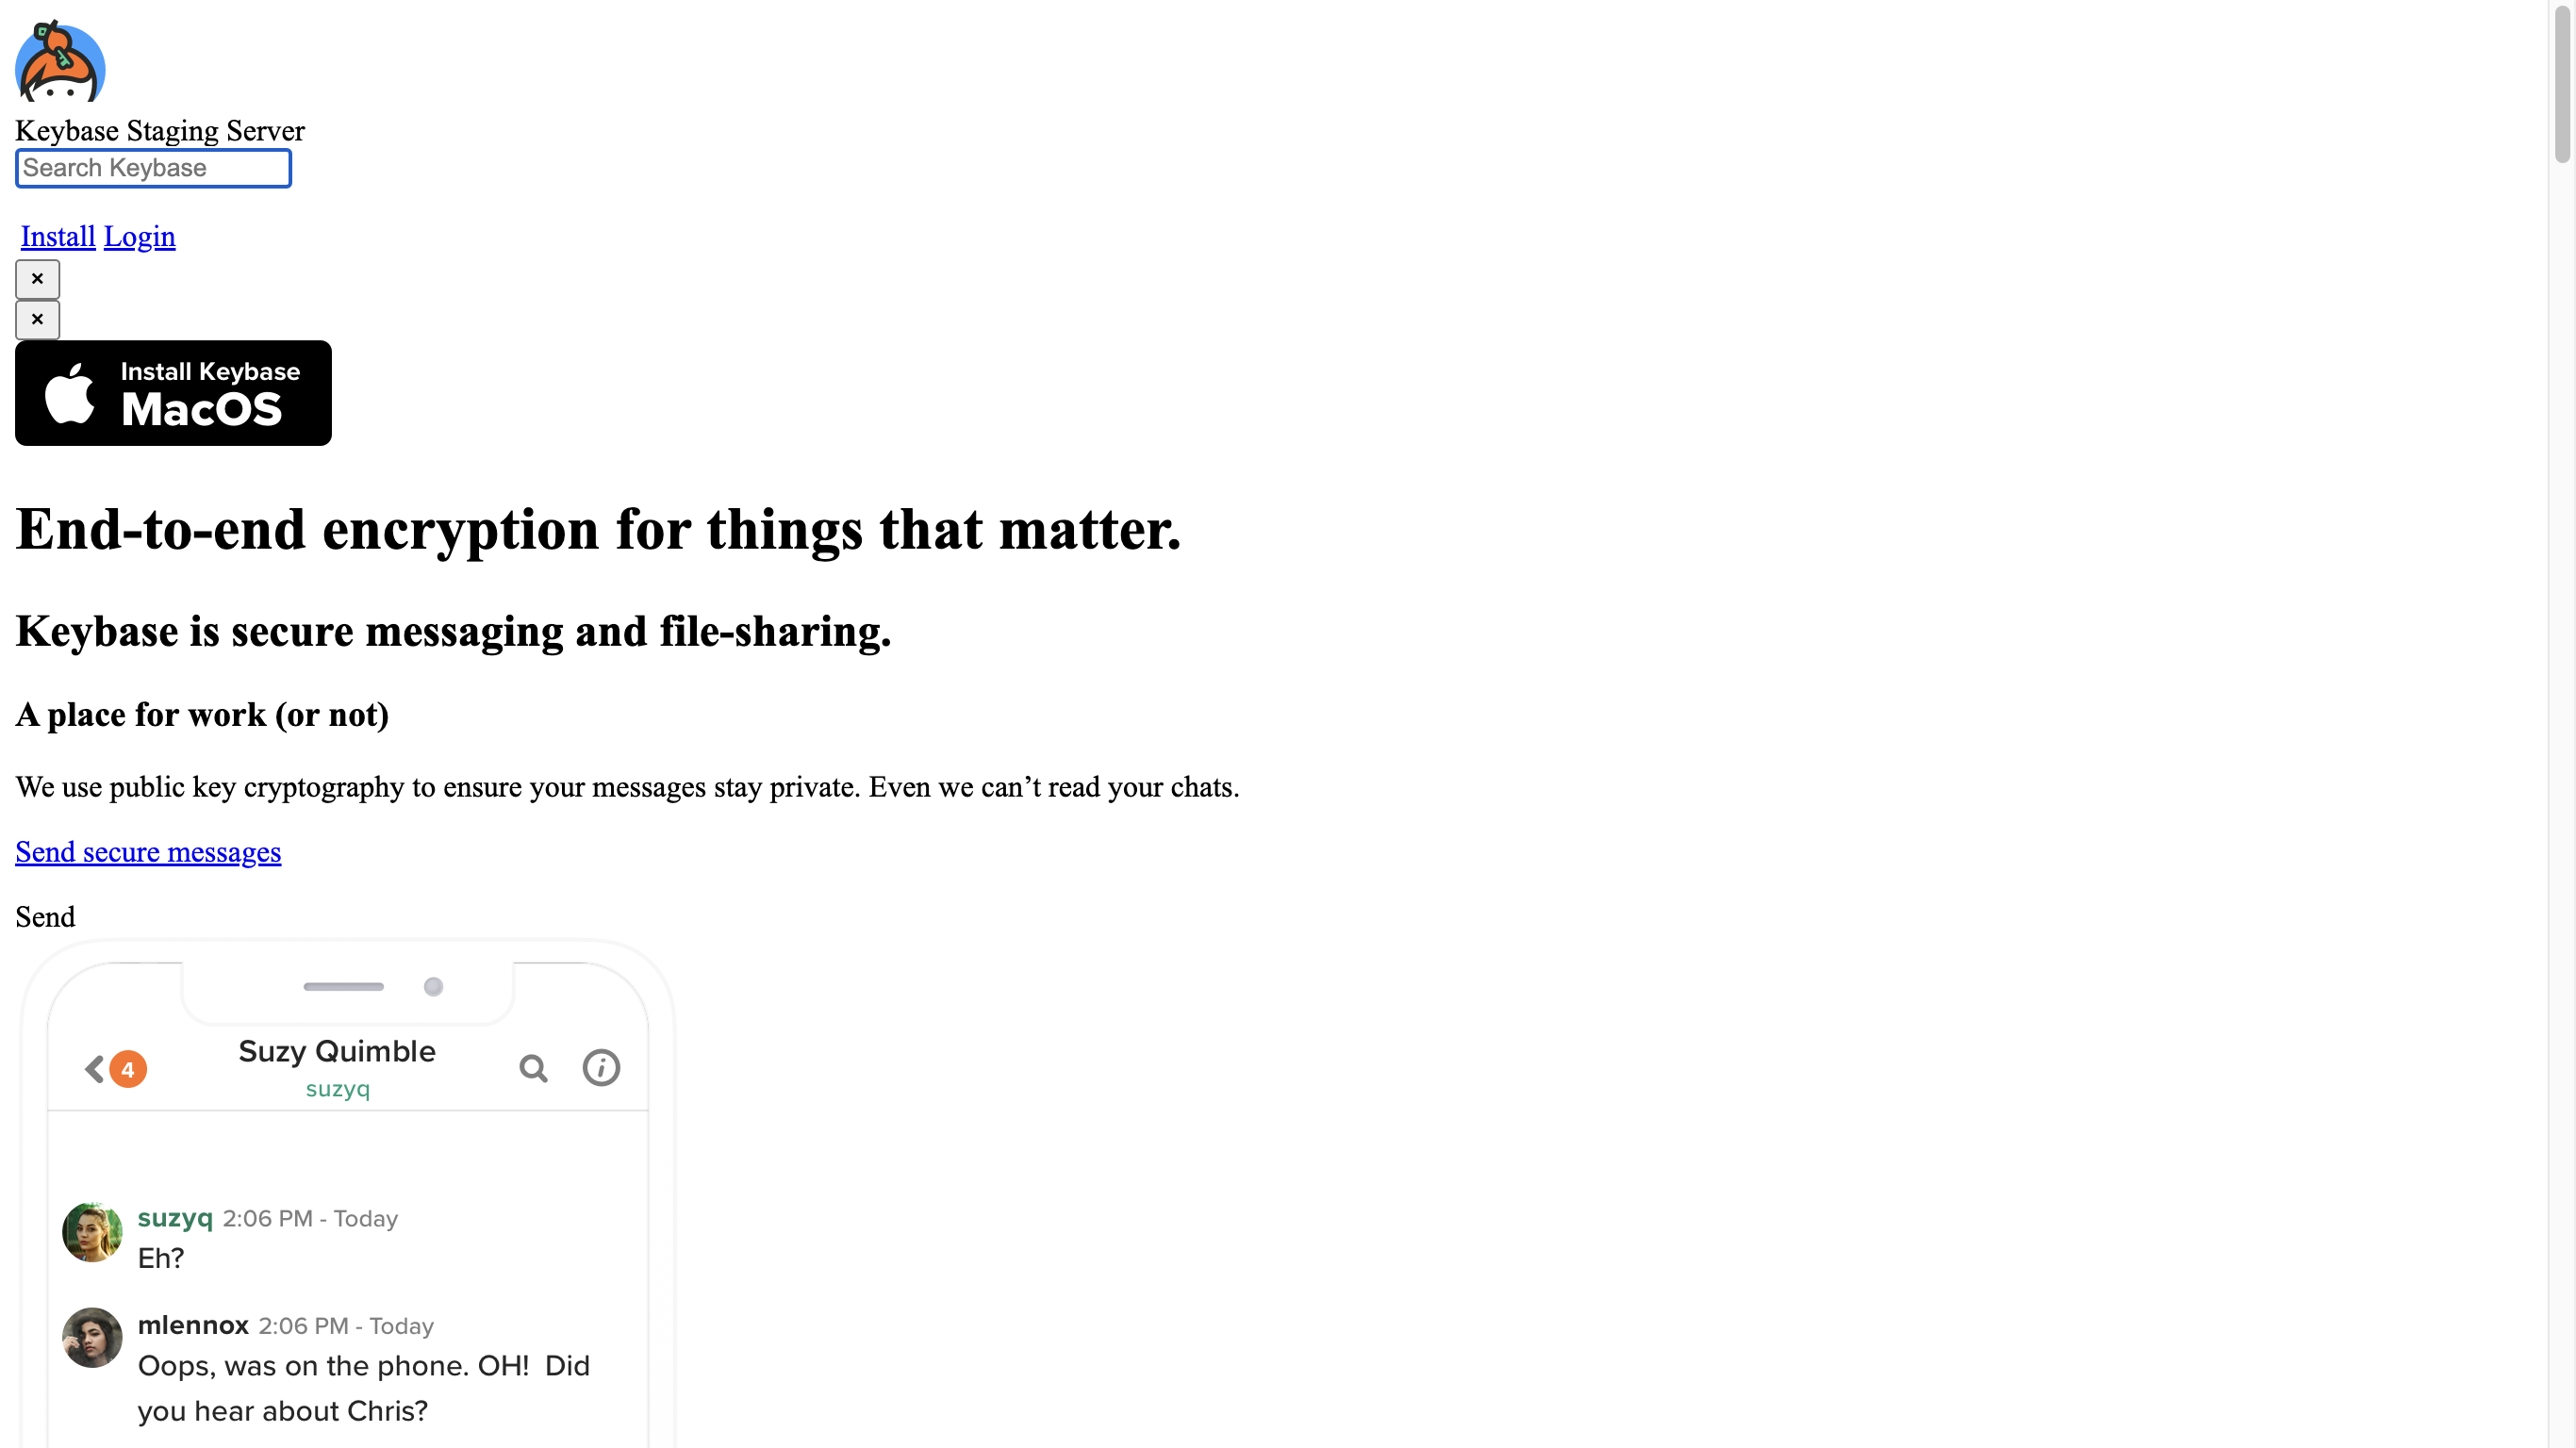 Keybase Staging Server
Search Keybase
Install Login
×
×
Install Keybase
MacOS
End-to-end encryption for things that matter.
Keybase is secure messaging and file-sharing.
A place for work (or not)
We use public key cryptography to ensure your messages stay private. Even we can’t read your chats.
Send secure messages
Send
4
Suzy Quimble
suzyq
suzyq 2:06 PM - Today
Eh?
mlennox 2:06 PM - Today
Oops, was on the phone. OH! Did
you hear about Chris?